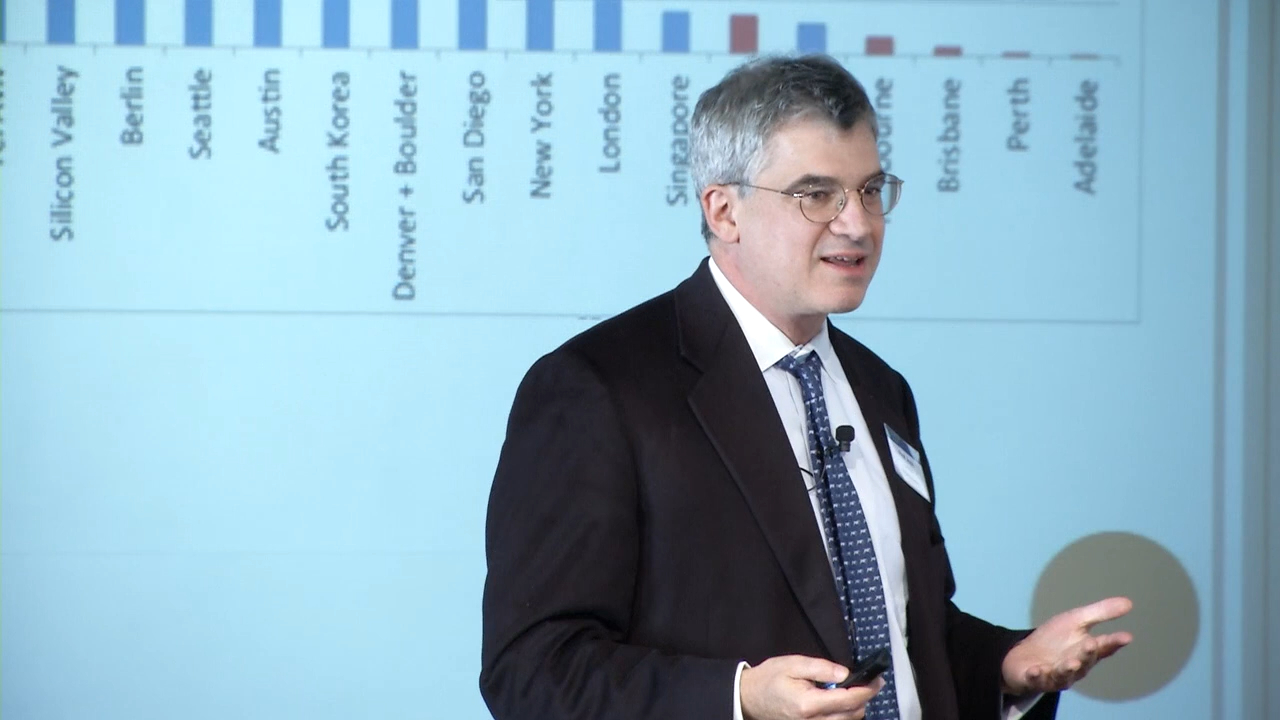 Silicon Valley
Berlin
Seattle
Austin
South Korea
Denver + Boulder
San Diego
New York
London
Singapore
Brisbane
Perth
Adelaide